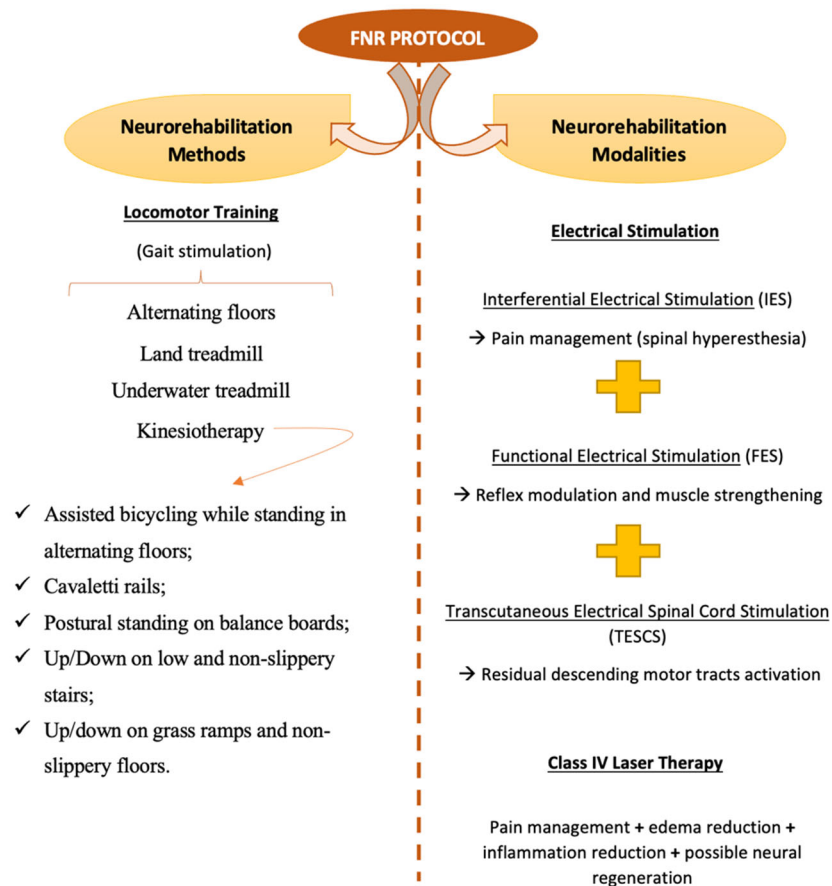 FNR PROTOCOL
Neurorehabilitation
Methods
Locomotor Training
(Gait stimulation)
Alternating floors
Land treadmill
Underwater treadmill
Kinesiotherapy
✓ Assisted bicycling while standing in
alternating floors;
✓ Cavaletti rails;
✓ Postural standing on balance boards;
✓ Up/Down on low and non-slippery
stairs;
✓ Up/down on grass ramps and non-
slippery floors.
Neurorehabilitation
Modalities
Electrical Stimulation
Interferential Electrical Stimulation (IES)
→ Pain management (spinal hyperesthesia)
Functional Electrical Stimulation (FES)
→ Reflex modulation and muscle strengthening
Transcutaneous Electrical Spinal Cord Stimulation
(TESCS)
→ Residual descending motor tracts activation
Class IV Laser Therapy
Pain management + edema reduction +
inflammation reduction + possible neural
regeneration